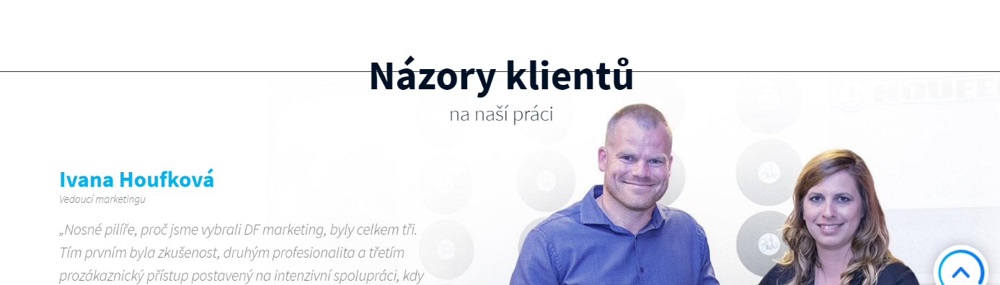 Názory klientů
na naší práci
Ivana Houfková
Vedoucí marketingu
„Nosné pilíře, proč jsme vybrali DF marketing, byly celkem tři.
Tím prvním byla zkušenost, druhým profesionalita a třetím
prozákaznický přístup postavený na intenzivní spolupráci, kdy